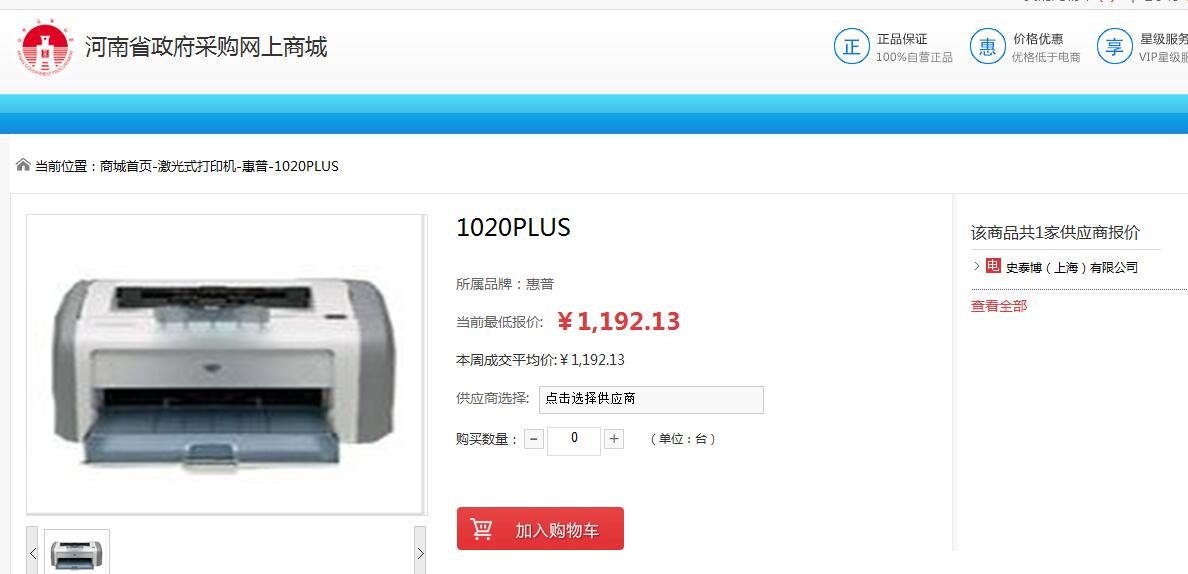 河南省政府采购网上商城
正 正品保证
100%自营正品
惠 价格优惠
优格低于电商
享 星级服务
VIP星级
当前位置：商城首页-激光式打印机-惠普-1020PLUS
1020PLUS
所属品牌：惠普
当前最低报价: ￥1,192.13
本周成交平均价:￥1,192.13
供应商选择: 点击选择供应商
购买数量： － 0 + （单位：台）
加入购物车
该商品共1家供应商报价
电 史泰博（上海）有限公司
查看全部